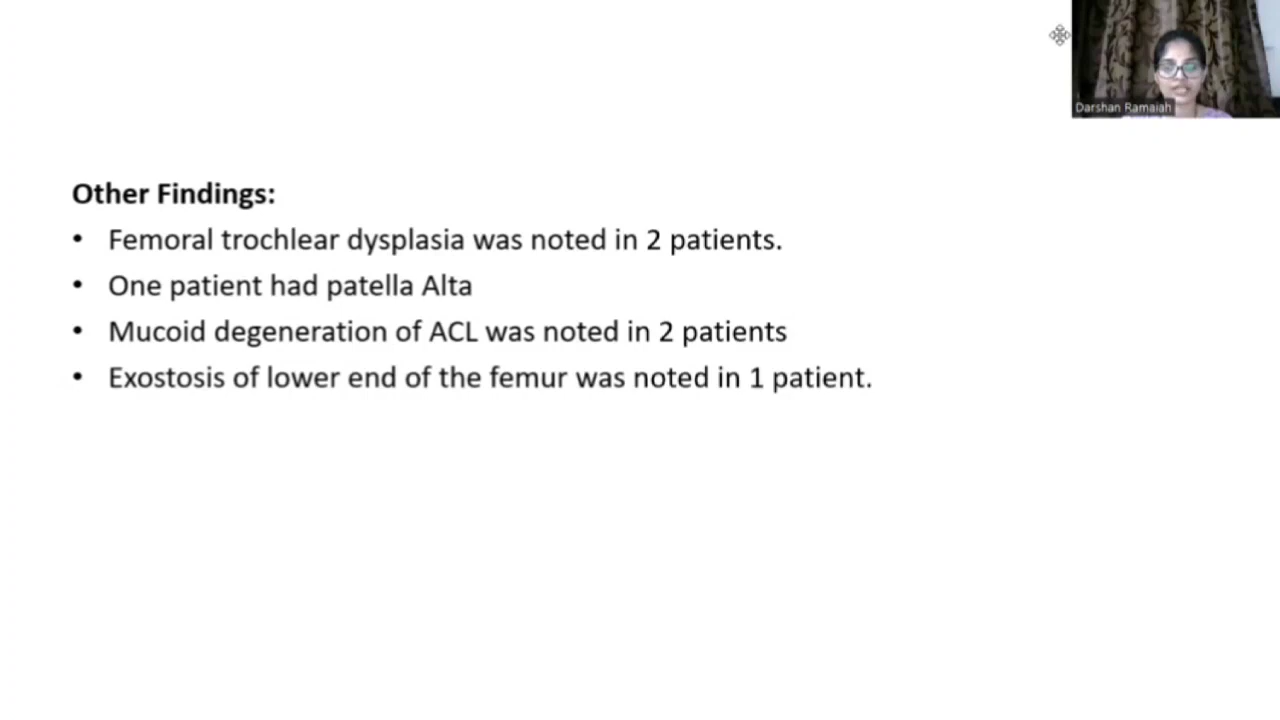 Darshan Ramaiah
Other Findings:
• Femoral trochlear dysplasia was noted in 2 patients.
• One patient had patella Alta
• Mucoid degeneration of ACL was noted in 2 patients
• Exostosis of lower end of the femur was noted in 1 patient.